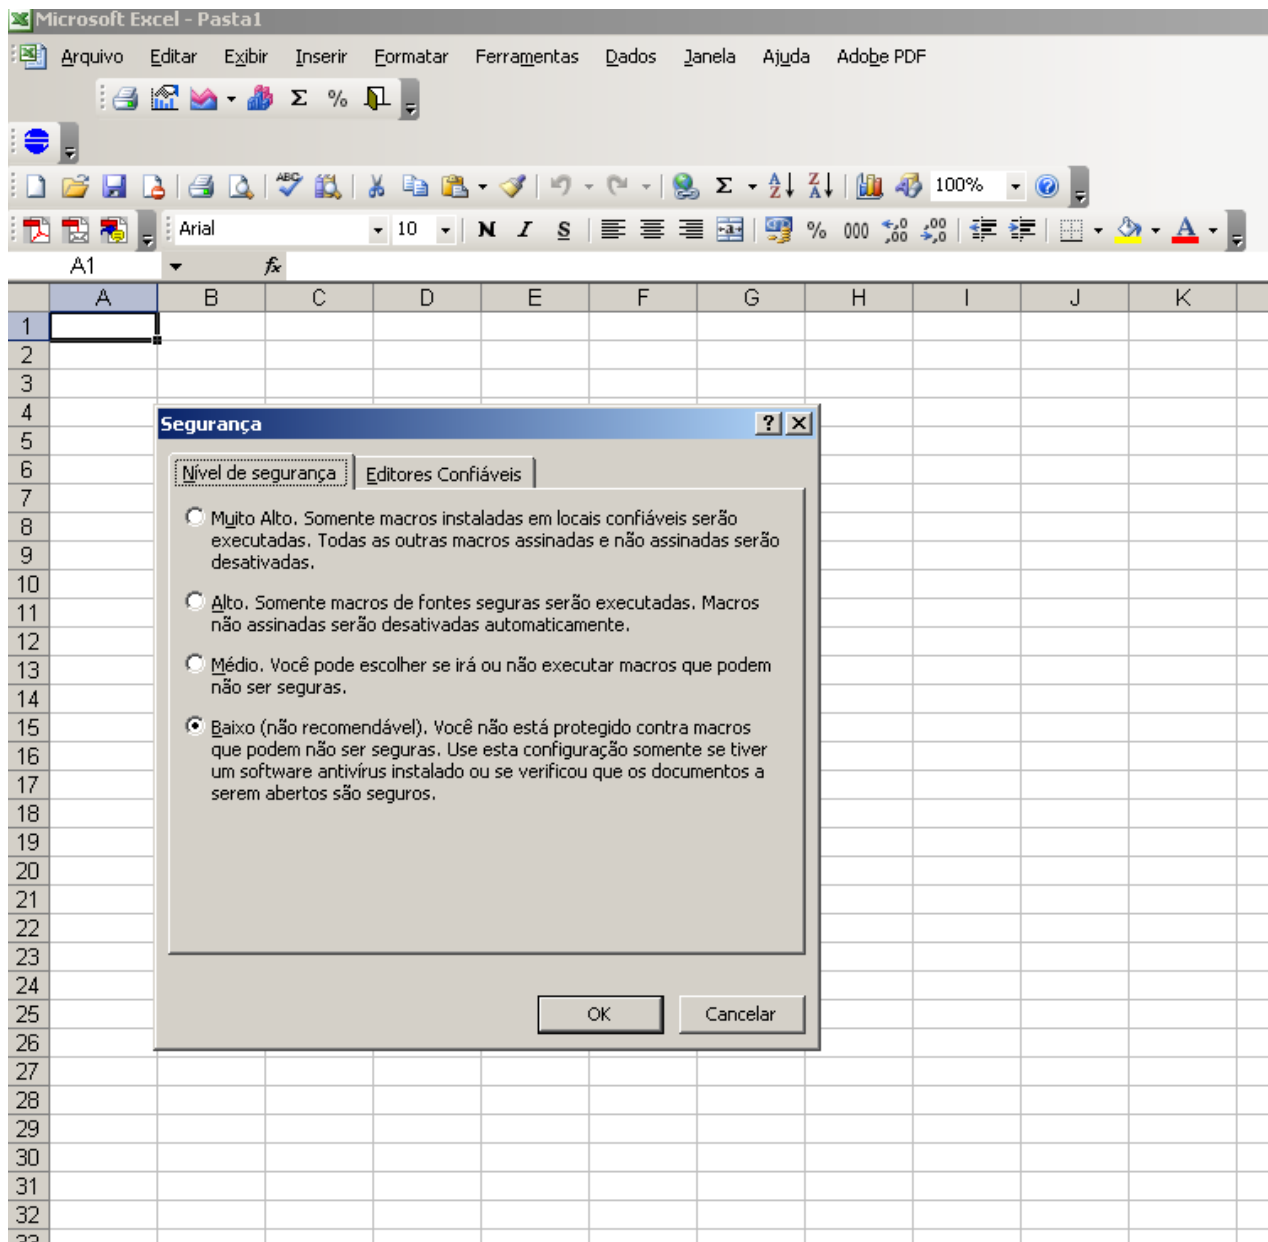 Microsoft Excel - Pasta1
Arquivo Editar Exibir Inserir Formatar Ferramentas Dados Janela Ajuda Adobe PDF
Σ %
ABC Σ A Z Z A 100% ?
Arial 10 N I S a % 000 ,0 ,00 ,00 ,0 A
A1 fx
A B C D E F G H I J K
1
2
3
4
Segurança ? X
5
6
Nível de segurança Editores Confiáveis
7
8
Muito Alto. Somente macros instaladas em locais confiáveis serão
9
executadas. Todas as outras macros assinadas e não assinadas serão
desativadas.
10
11
Alto. Somente macros de fontes seguras serão executadas. Macros
não assinadas serão desativadas automaticamente.
12
13
Médio. Você pode escolher se irá ou não executar macros que podem
não ser seguras.
14
15
Baixo (não recomendável). Você não está protegido contra macros
16
que podem não ser seguras. Use esta configuração somente se tiver
17
um software antivírus instalado ou se verificou que os documentos a
serem abertos são seguros.
18
19
20
21
22
23
24
25
OK Cancelar
26
27
28
29
30
31
32
33